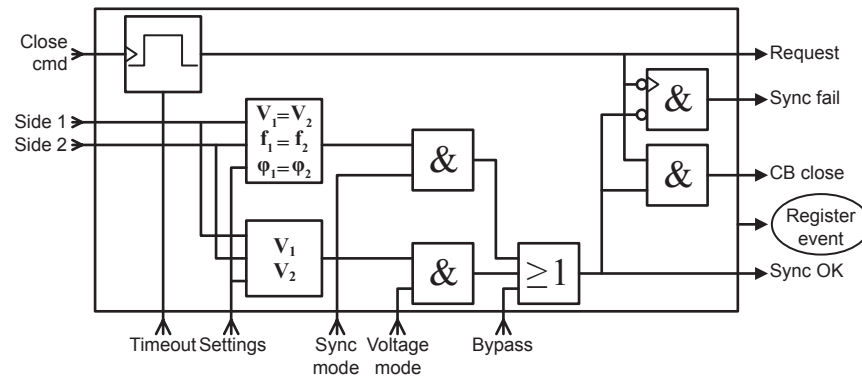 Close
cmd
Request
Side 1
Side 2
V₁=V₂
f₁=f₂
φ₁=φ₂
&
&
Sync fail
&
CB close
Register
event
V₁
V₂
&
≥1
Sync OK
Timeout
Settings
Sync
mode
Voltage
mode
Bypass